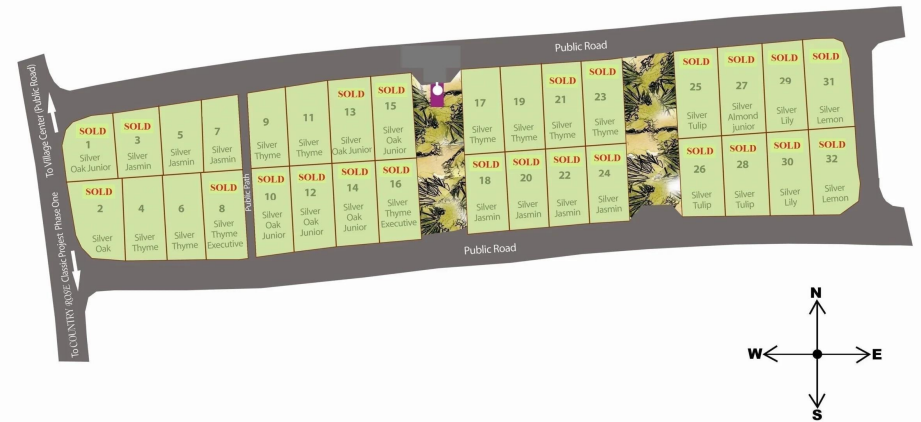 Public Road
To Village Center (Public Road)
To COUNTRY ROSE Classic Projest Phase One
Public Path
SOLD
1
Silver
Oak Junior
SOLD
3
Silver
Jasmin
5
Silver
Jasmin
7
Silver
Jasmin
9
Silver
Thyme
11
Silver
Thyme
SOLD
13
Silver
Oak Junior
SOLD
15
Silver
Oak
Junior
17
Silver
Thyme
19
Silver
Thyme
SOLD
21
Silver
Thyme
SOLD
23
Silver
Thyme
SOLD
25
Silver
Tulip
SOLD
27
Silver
Almond
junior
SOLD
29
Silver
Lily
SOLD
31
Silver
Lemon
SOLD
2
Silver
Oak
4
Silver
Thyme
6
Silver
Thyme
SOLD
8
Silver
Thyme
Executive
SOLD
10
Silver
Oak
Junior
SOLD
12
Silver
Oak
Junior
SOLD
14
Silver
Oak
Junior
SOLD
16
Silver
Thyme
Executive
SOLD
18
Silver
Jasmin
SOLD
20
Silver
Jasmin
SOLD
22
Silver
Jasmin
SOLD
24
Silver
Jasmin
SOLD
26
Silver
Tulip
SOLD
28
Silver
Tulip
SOLD
30
Silver
Lily
SOLD
32
Silver
Lemon
Public Road
N
W
E
S